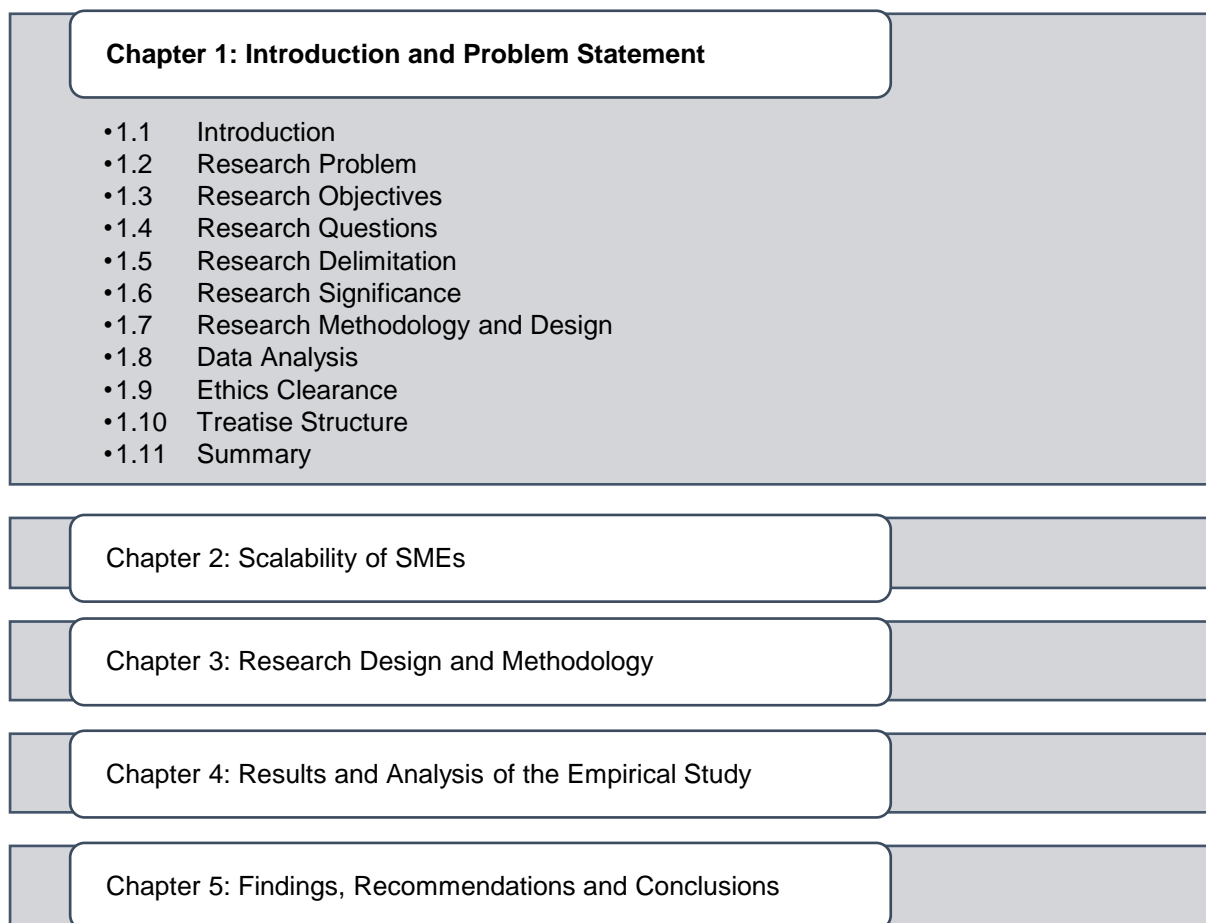 Chapter 1: Introduction and Problem Statement
•1.1 Introduction
•1.2 Research Problem
•1.3 Research Objectives
•1.4 Research Questions
•1.5 Research Delimitation
•1.6 Research Significance
•1.7 Research Methodology and Design
•1.8 Data Analysis
•1.9 Ethics Clearance
•1.10 Treatise Structure
•1.11 Summary
Chapter 2: Scalability of SMEs
Chapter 3: Research Design and Methodology
Chapter 4: Results and Analysis of the Empirical Study
Chapter 5: Findings, Recommendations and Conclusions